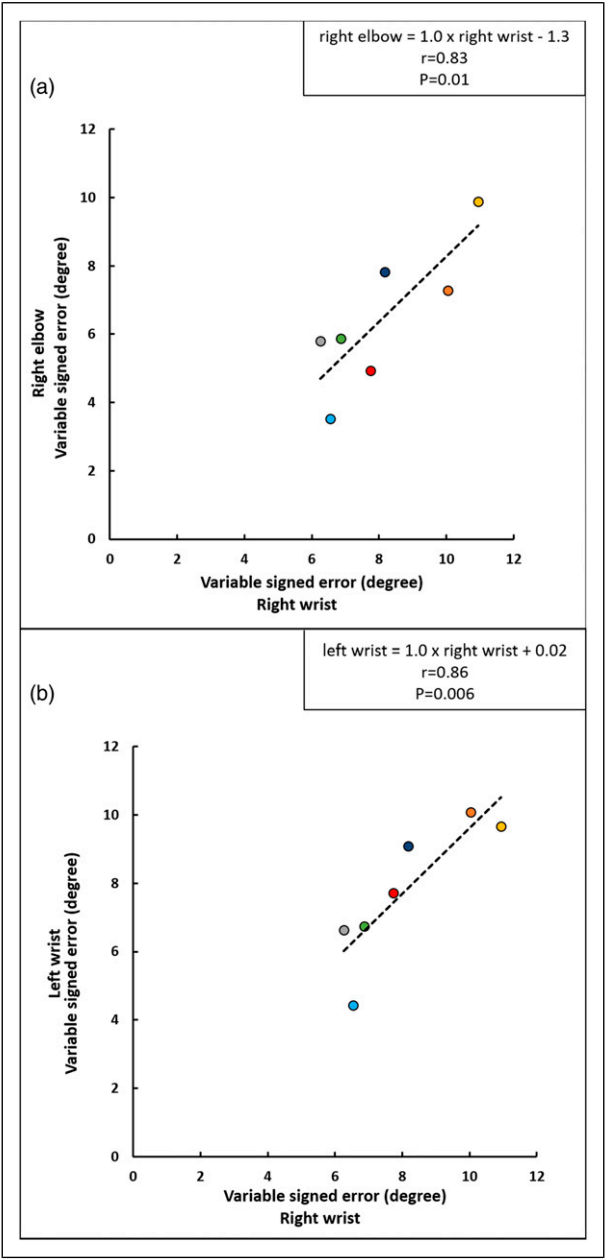 right elbow = 1.0 x right wrist - 1.3
r=0.83
P=0.01
(a)
12
10
8
6
4
2
0
Right elbow
Variable signed error (degree)
0 2 4 6 8 10 12
Variable signed error (degree)
Right wrist
left wrist = 1.0 x right wrist + 0.02
r=0.86
P=0.006
(b)
12
10
8
6
4
2
0
Left wrist
Variable signed error (degree)
0 2 4 6 8 10 12
Variable signed error (degree)
Right wrist